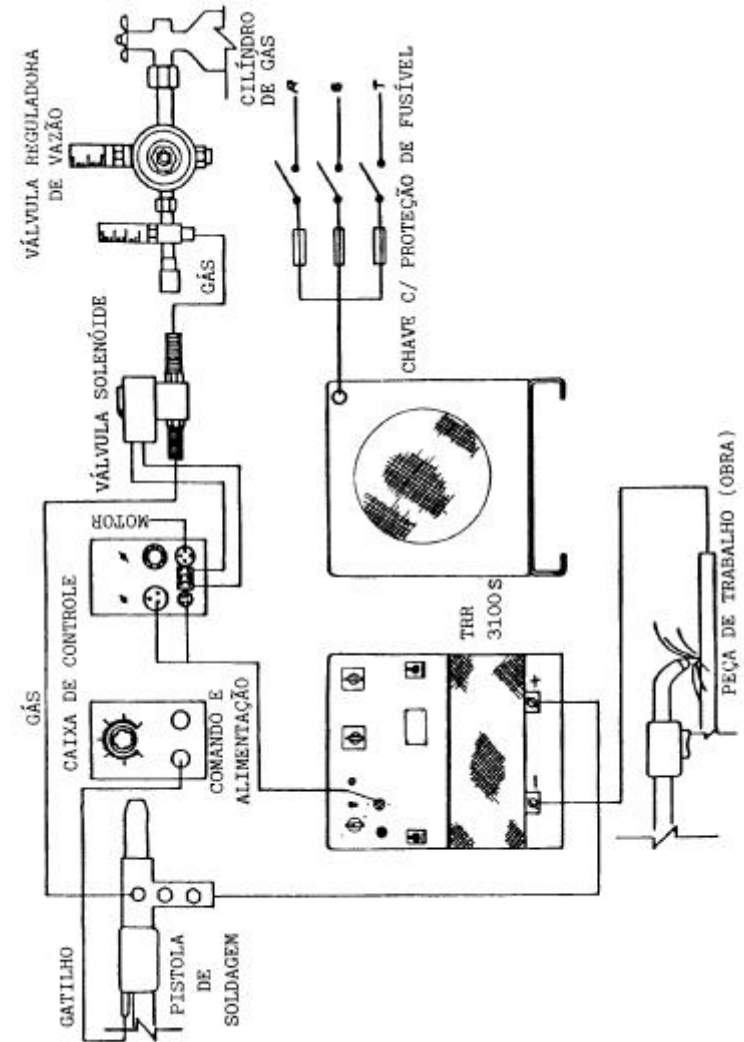 VÁLVULA REGULADORA
DE VAZÃO
CILÍNDRO
DE GÁS
GÁS
VÁLVULA SOLENÓIDE
R
S
T
CHAVE C/ PROTEÇÃO DE FUSÍVEL
MOTOR
CAIXA DE CONTROLE
GÁS
COMANDO E
ALIMENTAÇÃO
GATILHO
PISTOLA
DE
SOLDAGEM
TRR
3100 S
+
−
PEÇA DE TRABALHO (OBRA)